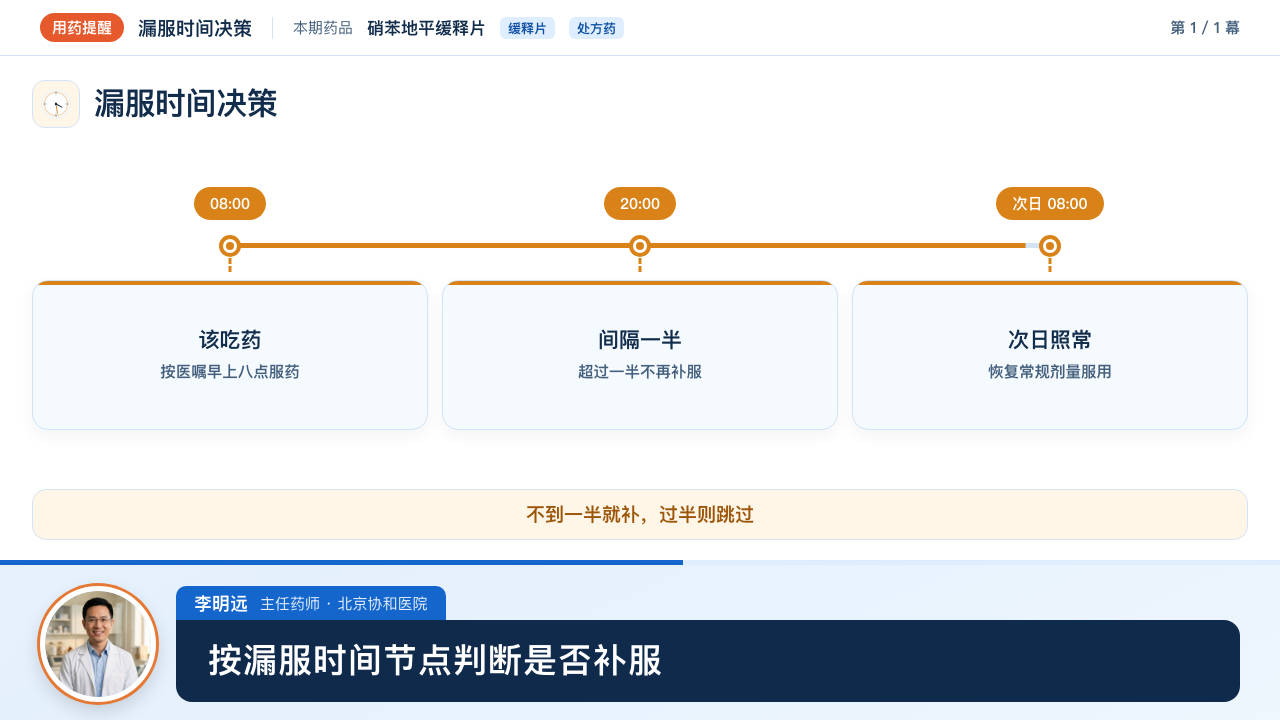 用药提醒 漏服时间决策 本期药品 硝苯地平缓释片 缓释片 处方药 第 1 / 1 幕
漏服时间决策
08:00 20:00 次日 08:00
该吃药 间隔一半 次日照常
按医嘱早上八点服药 超过一半不再补服 恢复常规剂量服用
不到一半就补，过半则跳过
李明远 主任药师 · 北京协和医院
按漏服时间节点判断是否补服